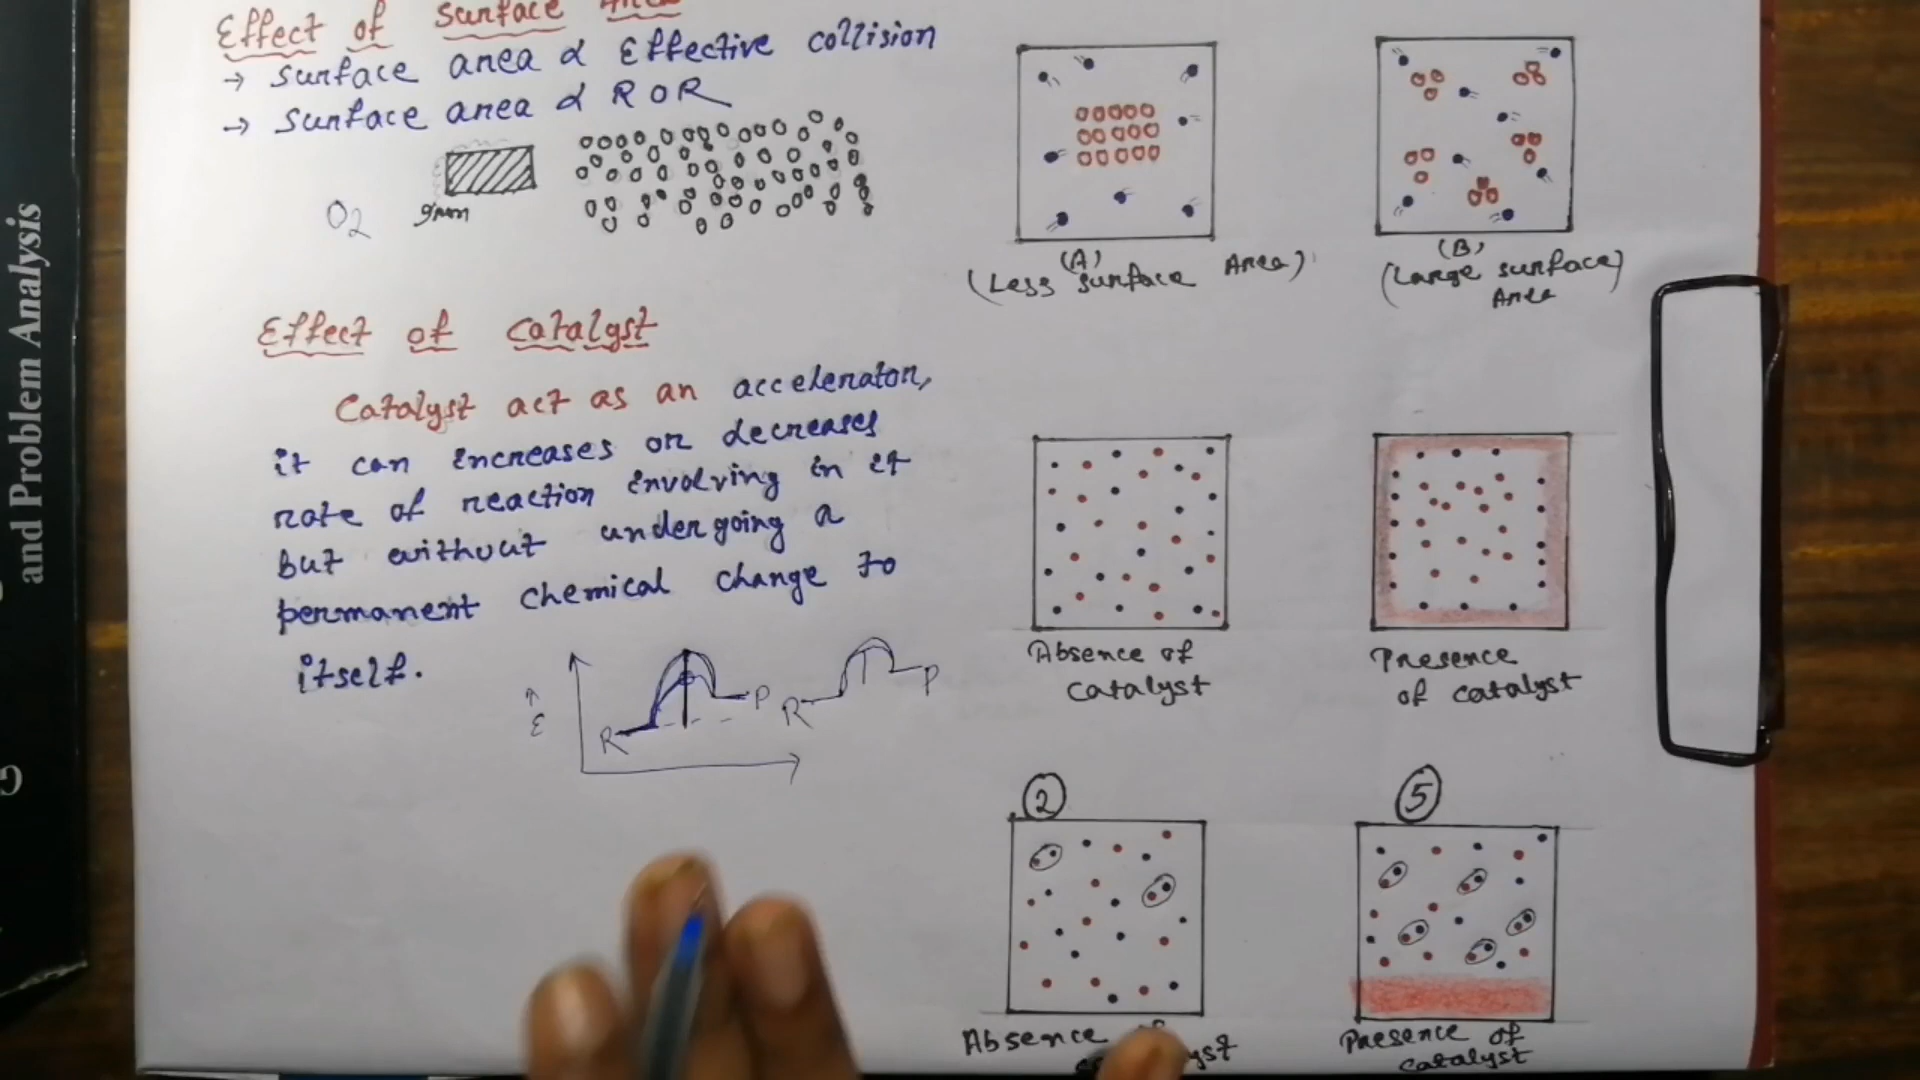 Effect of Surface Area
→ surface area α Effective collision
→ surface area α ROR
O2
9mm
Effect of catalyst
Catalyst act as an accelerator,
it can increases or decreases
rate of reaction involving in it
but without undergoing a
permanent chemical change to
itself.
E
R
P
R
P
(A)
(Less surface Area)
(B)
(Large surface)
Area
Absence of
catalyst
Presence
of catalyst
2
5
Absence
Presence of
catalyst
and Problem Analysis